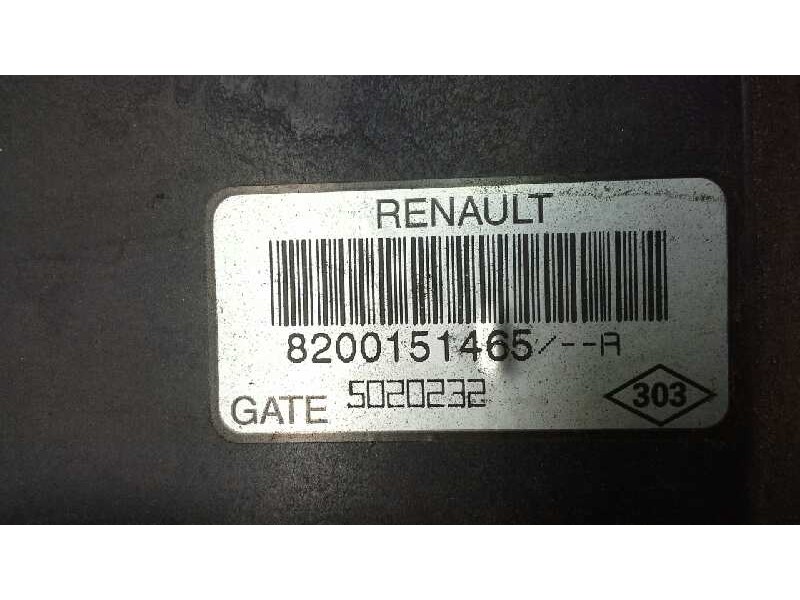 RENAULT
8200151465/--A
GATE 5020232
303